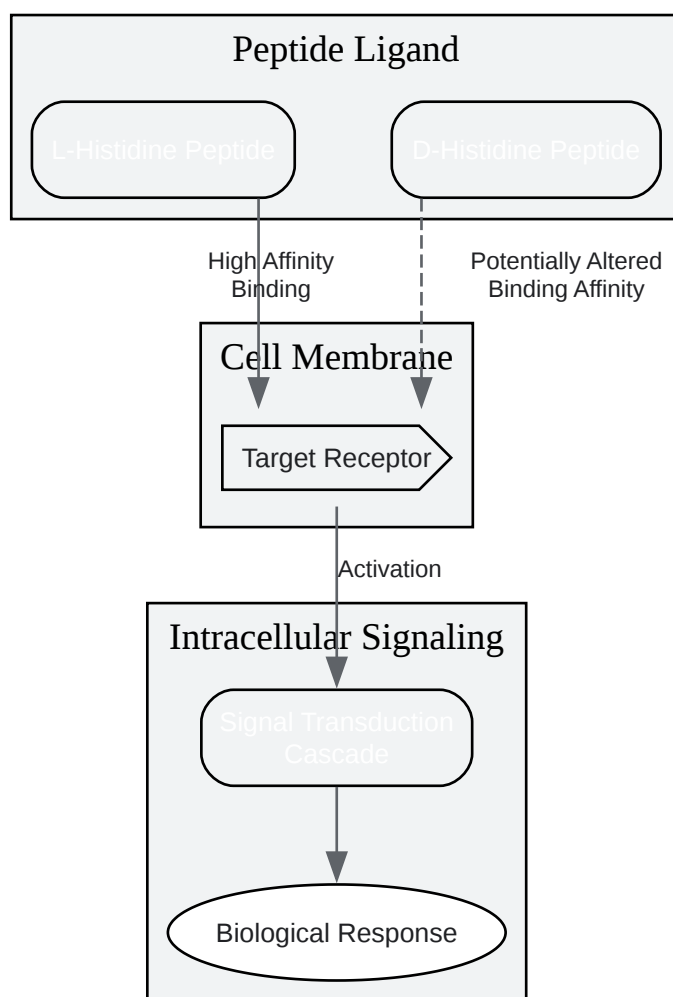 Peptide Ligand
L-Histidine Peptide
D-Histidine Peptide
High Affinity
Binding
Potentially Altered
Binding Affinity
Cell Membrane
Target Receptor
Activation
Intracellular Signaling
Signal Transduction
Cascade
Biological Response